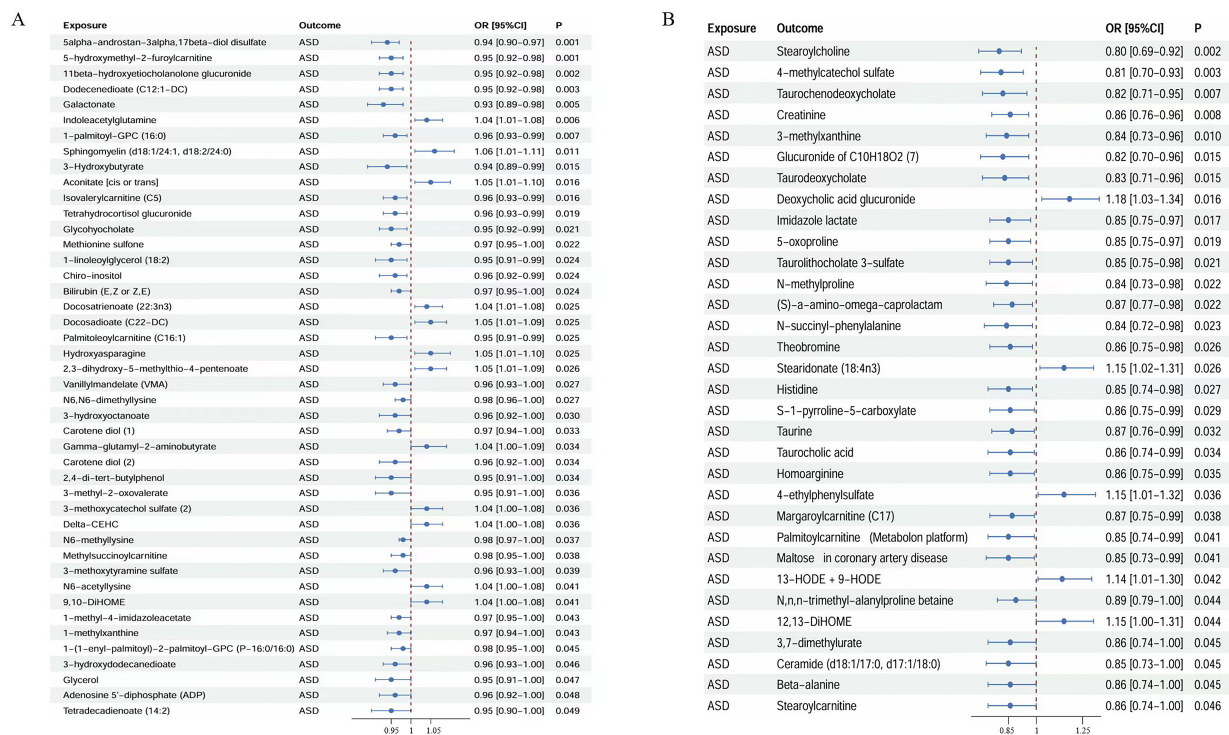 A
Exposure Outcome OR [95%CI] P
5alpha−androstan−3alpha,17beta−diol disulfate ASD 0.94 [0.90−0.97] 0.001
5−hydroxymethyl−2−furoylcarnitine ASD 0.95 [0.92−0.98] 0.001
11beta−hydroxyetiocholanolone glucuronide ASD 0.95 [0.92−0.98] 0.002
Dodecenedioate (C12:1−DC) ASD 0.95 [0.92−0.98] 0.003
Galactonate ASD 0.93 [0.89−0.98] 0.005
Indoleacetylglutamine ASD 1.04 [1.01−1.08] 0.006
1−palmitoyl−GPC (16:0) ASD 0.96 [0.93−0.99] 0.007
Sphingomyelin (d18:1/24:1, d18:2/24:0) ASD 1.06 [1.01−1.11] 0.011
3−Hydroxybutyrate ASD 0.94 [0.89−0.99] 0.015
Aconitate [cis or trans] ASD 1.05 [1.01−1.10] 0.016
Isovalerylcarnitine (C5) ASD 0.96 [0.93−0.99] 0.016
Tetrahydrocortisol glucuronide ASD 0.96 [0.93−0.99] 0.019
Glycohyocholate ASD 0.95 [0.92−0.99] 0.021
Methionine sulfone ASD 0.97 [0.95−1.00] 0.022
1−linoleoylglycerol (18:2) ASD 0.95 [0.91−0.99] 0.024
Chiro−inositol ASD 0.96 [0.92−0.99] 0.024
Bilirubin (E,Z or Z,E) ASD 0.97 [0.95−1.00] 0.024
Docosatrienoate (22:3n3) ASD 1.04 [1.01−1.08] 0.025
Docosadioate (C22−DC) ASD 1.05 [1.01−1.09] 0.025
Palmitoleoylcarnitine (C16:1) ASD 0.95 [0.91−0.99] 0.025
Hydroxyasparagine ASD 1.05 [1.01−1.10] 0.025
2,3−dihydroxy−5−methylthio−4−pentenoate ASD 1.05 [1.01−1.09] 0.026
Vanillylmandelate (VMA) ASD 0.96 [0.93−1.00] 0.027
N6,N6−dimethyllysine ASD 0.98 [0.96−1.00] 0.027
3−hydroxyoctanoate ASD 0.96 [0.92−1.00] 0.030
Carotene diol (1) ASD 0.97 [0.94−1.00] 0.033
Gamma−glutamyl−2−aminobutyrate ASD 1.04 [1.00−1.09] 0.034
Carotene diol (2) ASD 0.96 [0.92−1.00] 0.034
2,4−di−tert−butylphenol ASD 0.95 [0.91−1.00] 0.034
3−methyl−2−oxovalerate ASD 0.95 [0.91−1.00] 0.036
3−methoxycatechol sulfate (2) ASD 1.04 [1.00−1.08] 0.036
Delta−CEHC ASD 1.04 [1.00−1.08] 0.036
N6−methyllysine ASD 0.98 [0.97−1.00] 0.037
Methylsuccinoylcarnitine ASD 0.98 [0.95−1.00] 0.038
3−methoxytyramine sulfate ASD 0.96 [0.93−1.00] 0.039
N6−acetyllysine ASD 1.04 [1.00−1.08] 0.041
9,10−DiHOME ASD 1.04 [1.00−1.08] 0.041
1−methyl−4−imidazoleacetate ASD 0.97 [0.95−1.00] 0.043
1−methylxanthine ASD 0.97 [0.94−1.00] 0.043
1−(1−enyl−palmitoyl)−2−palmitoyl−GPC (P−16:0/16:0) ASD 0.98 [0.95−1.00] 0.045
3−hydroxydodecanedioate ASD 0.96 [0.93−1.00] 0.046
Glycerol ASD 0.95 [0.91−1.00] 0.047
Adenosine 5'−diphosphate (ADP) ASD 0.96 [0.92−1.00] 0.048
Tetradecadienoate (14:2) ASD 0.95 [0.90−1.00] 0.049
0.95 1 1.05
B
Exposure Outcome OR [95%CI] P
ASD Stearoylcholine 0.80 [0.69−0.92] 0.002
ASD 4−methylcatechol sulfate 0.81 [0.70−0.93] 0.003
ASD Taurochenodeoxycholate 0.82 [0.71−0.95] 0.007
ASD Creatinine 0.86 [0.76−0.96] 0.008
ASD 3−methylxanthine 0.84 [0.73−0.96] 0.010
ASD Glucuronide of C10H18O2 (7) 0.82 [0.70−0.96] 0.015
ASD Taurodeoxycholate 0.83 [0.71−0.96] 0.015
ASD Deoxycholic acid glucuronide 1.18 [1.03−1.34] 0.016
ASD Imidazole lactate 0.85 [0.75−0.97] 0.017
ASD 5−oxoproline 0.85 [0.75−0.97] 0.019
ASD Taurolithocholate 3−sulfate 0.85 [0.75−0.98] 0.021
ASD N−methylproline 0.84 [0.73−0.98] 0.022
ASD (S)−a−amino−omega−caprolactam 0.87 [0.77−0.98] 0.022
ASD N−succinyl−phenylalanine 0.84 [0.72−0.98] 0.023
ASD Theobromine 0.86 [0.75−0.98] 0.026
ASD Stearidonate (18:4n3) 1.15 [1.02−1.31] 0.026
ASD Histidine 0.85 [0.74−0.98] 0.027
ASD S−1−pyrroline−5−carboxylate 0.86 [0.75−0.99] 0.029
ASD Taurine 0.87 [0.76−0.99] 0.032
ASD Taurocholic acid 0.86 [0.74−0.99] 0.034
ASD Homoarginine 0.86 [0.75−0.99] 0.035
ASD 4−ethylphenylsulfate 1.15 [1.01−1.32] 0.036
ASD Margaroylcarnitine (C17) 0.87 [0.75−0.99] 0.038
ASD Palmitoylcarnitine (Metabolon platform) 0.85 [0.74−0.99] 0.041
ASD Maltose in coronary artery disease 0.85 [0.73−0.99] 0.041
ASD 13−HODE + 9−HODE 1.14 [1.01−1.30] 0.042
ASD N,n,n−trimethyl−alanylproline betaine 0.89 [0.79−1.00] 0.044
ASD 12,13−DiHOME 1.15 [1.00−1.31] 0.044
ASD 3,7−dimethylurate 0.86 [0.74−1.00] 0.045
ASD Ceramide (d18:1/17:0, d17:1/18:0) 0.85 [0.73−1.00] 0.045
ASD Beta−alanine 0.86 [0.74−1.00] 0.045
ASD Stearoylcarnitine 0.86 [0.74−1.00] 0.046
0.85 1 1.25